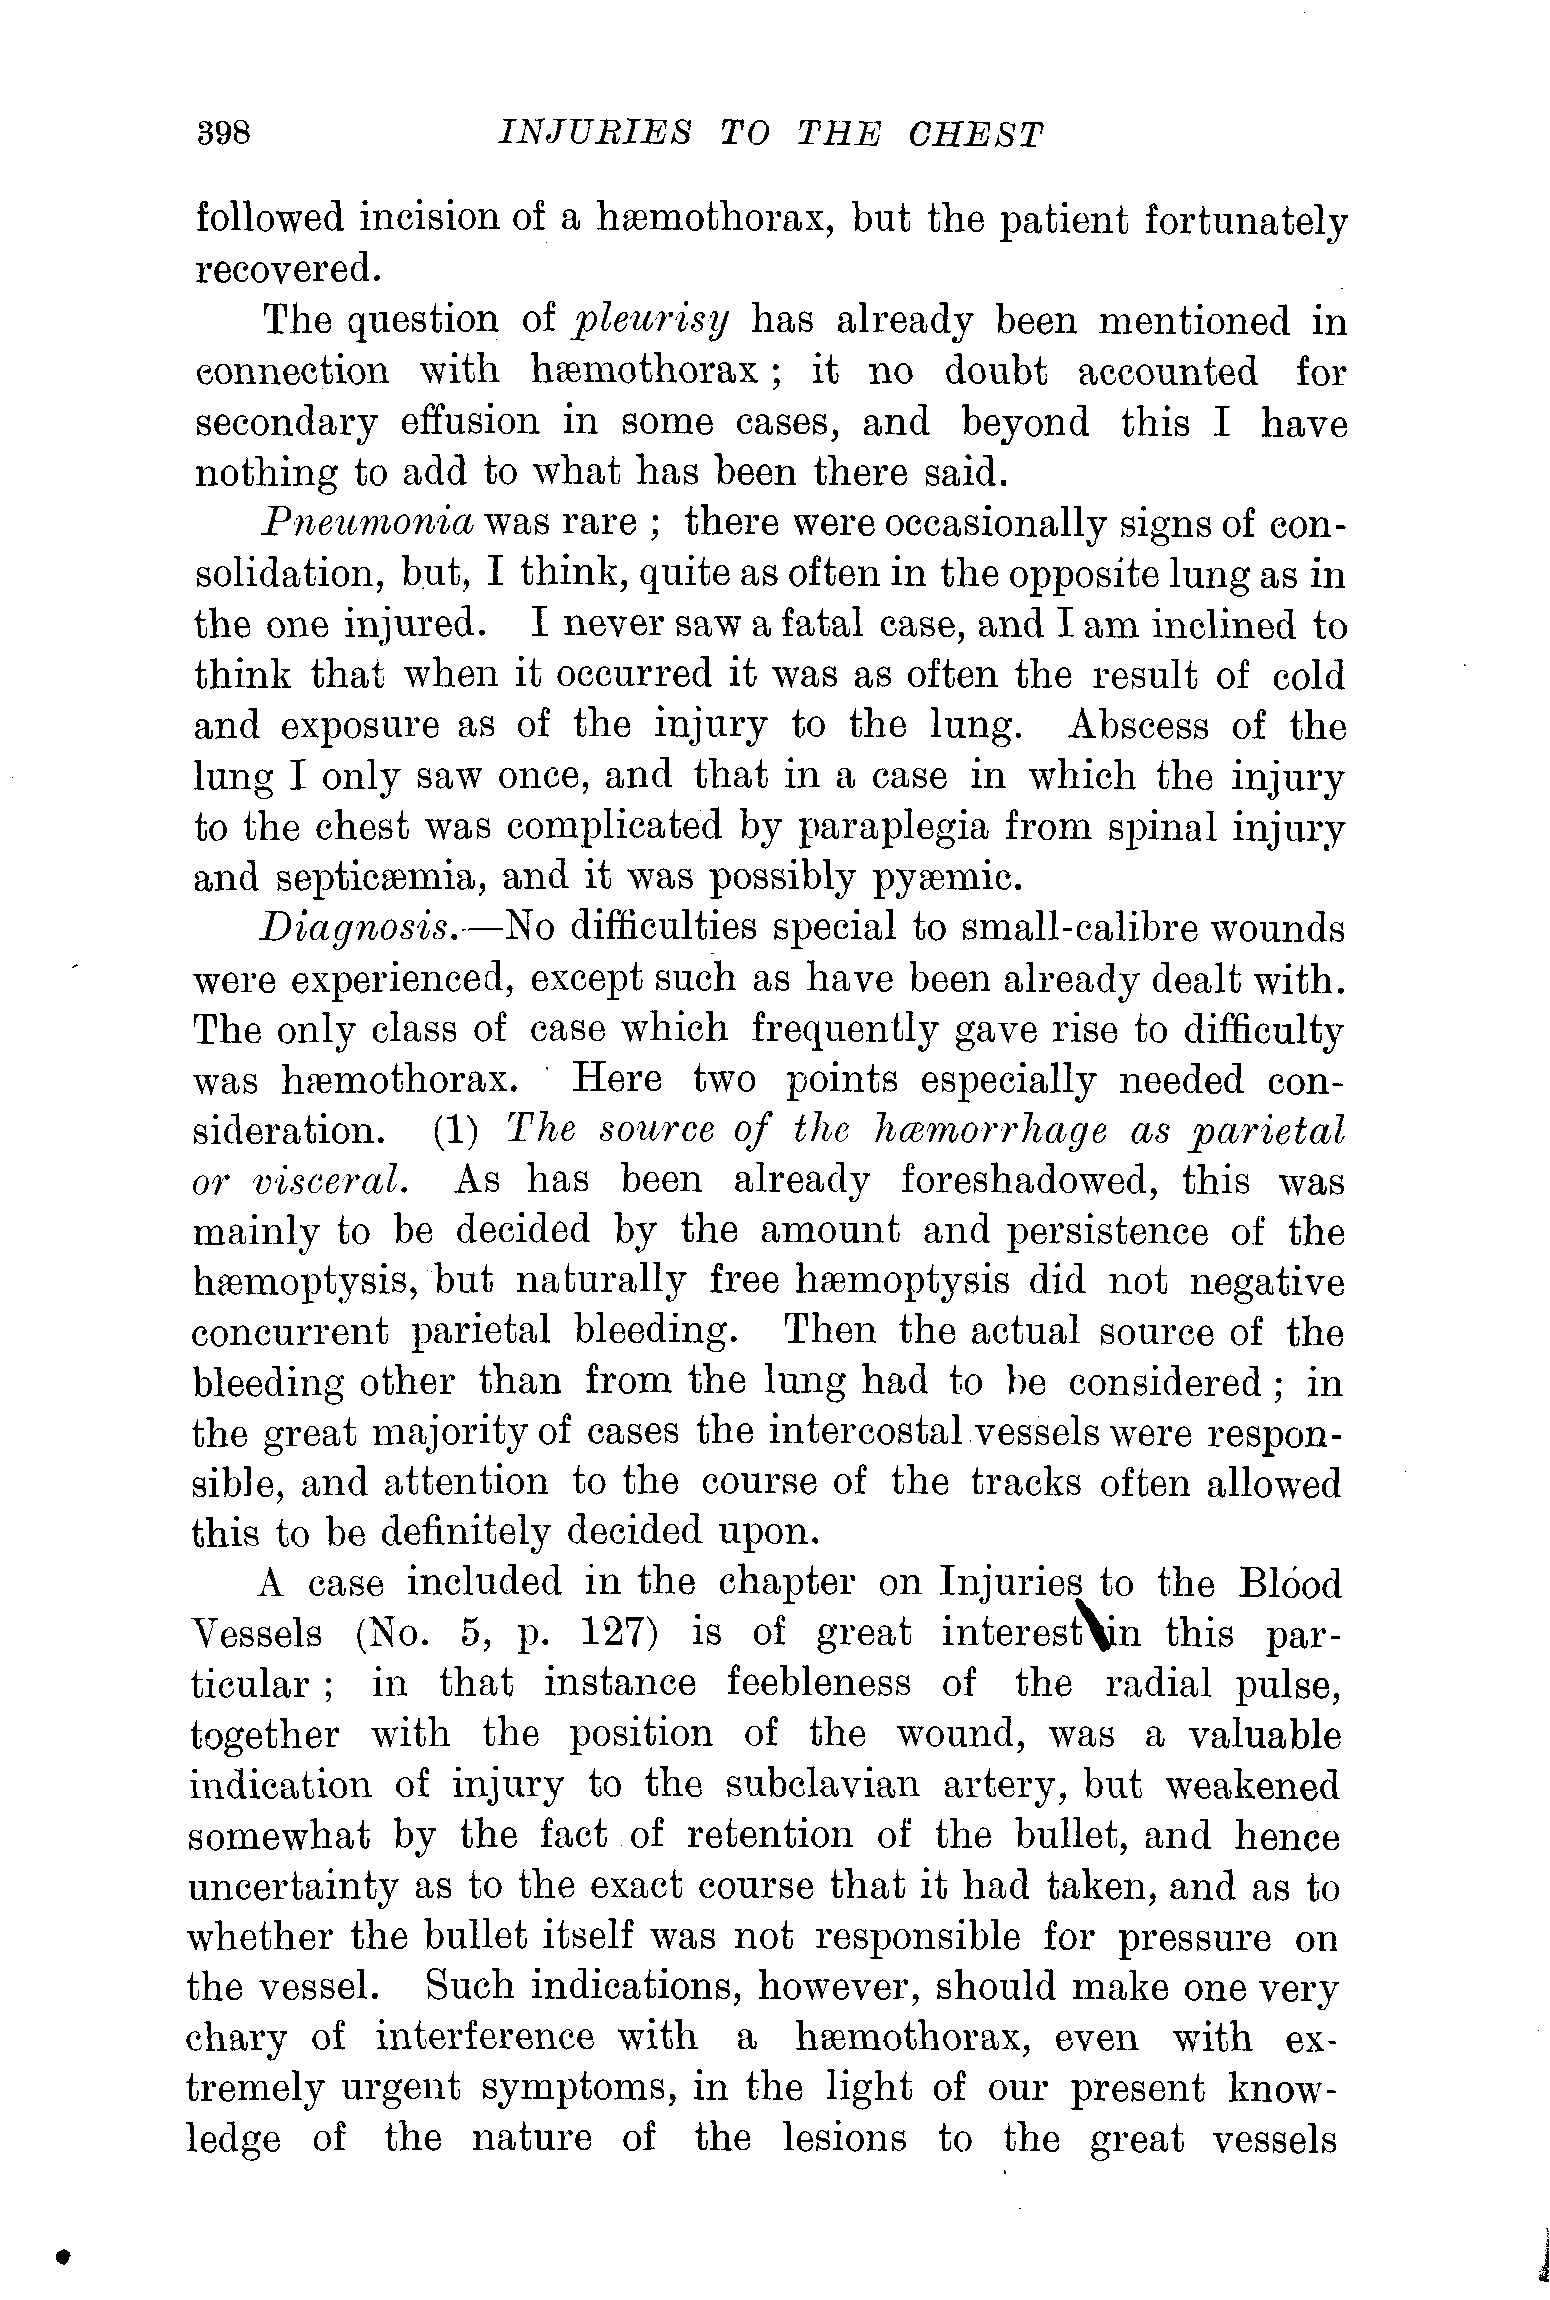 398 INJURIES TO THE CHEST
followed incision of a hæmothorax, but the patient fortunately
recovered.
The question of pleurisy has already been mentioned in
connection with hæmothorax ; it no doubt accounted for
secondary effusion in some cases, and beyond this I have
nothing to add to what has been there said.
Pneumonia was rare ; there were occasionally signs of con-
solidation, but, I think, quite as often in the opposite lung as in
the one injured. I never saw a fatal case, and I am inclined to
think that when it occurred it was as often the result of cold
and exposure as of the injury to the lung. Abscess of the
lung I only saw once, and that in a case in which the injury
to the chest was complicated by paraplegia from spinal injury
and septicæmia, and it was possibly pyæmic.
Diagnosis.—No difficulties special to small-calibre wounds
were experienced, except such as have been already dealt with.
The only class of case which frequently gave rise to difficulty
was hæmothorax. Here two points especially needed con-
sideration. (1) The source of the hæmorrhage as parietal
or visceral. As has been already foreshadowed, this was
mainly to be decided by the amount and persistence of the
hæmoptysis, but naturally free hæmoptysis did not negative
concurrent parietal bleeding. Then the actual source of the
bleeding other than from the lung had to be considered ; in
the great majority of cases the intercostal vessels were respon-
sible, and attention to the course of the tracks often allowed
this to be definitely decided upon.
A case included in the chapter on Injuries to the Blood
Vessels (No. 5, p. 127) is of great interest in this par-
ticular ; in that instance feebleness of the radial pulse,
together with the position of the wound, was a valuable
indication of injury to the subclavian artery, but weakened
somewhat by the fact of retention of the bullet, and hence
uncertainty as to the exact course that it had taken, and as to
whether the bullet itself was not responsible for pressure on
the vessel. Such indications, however, should make one very
chary of interference with a hæmothorax, even with ex-
tremely urgent symptoms, in the light of our present know-
ledge of the nature of the lesions to the great vessels